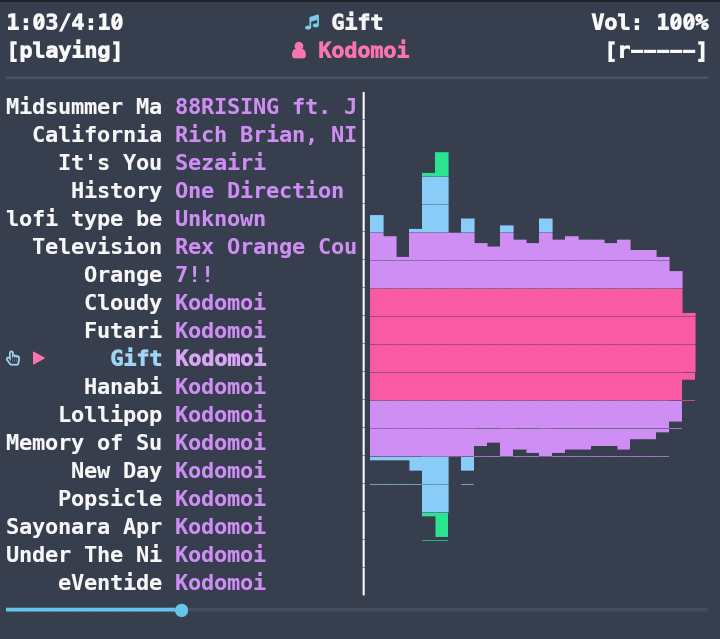 1:03/4:10 Gift Vol: 100%
[playing] Kodomoi [r-----]
Midsummer Ma 88RISING ft. J
California Rich Brian, NI
It's You Sezairi
History One Direction
lofi type be Unknown
Television Rex Orange Cou
Orange 7!!
Cloudy Kodomoi
Futari Kodomoi
Gift Kodomoi
Hanabi Kodomoi
Lollipop Kodomoi
Memory of Su Kodomoi
New Day Kodomoi
Popsicle Kodomoi
Sayonara Apr Kodomoi
Under The Ni Kodomoi
eVentide Kodomoi